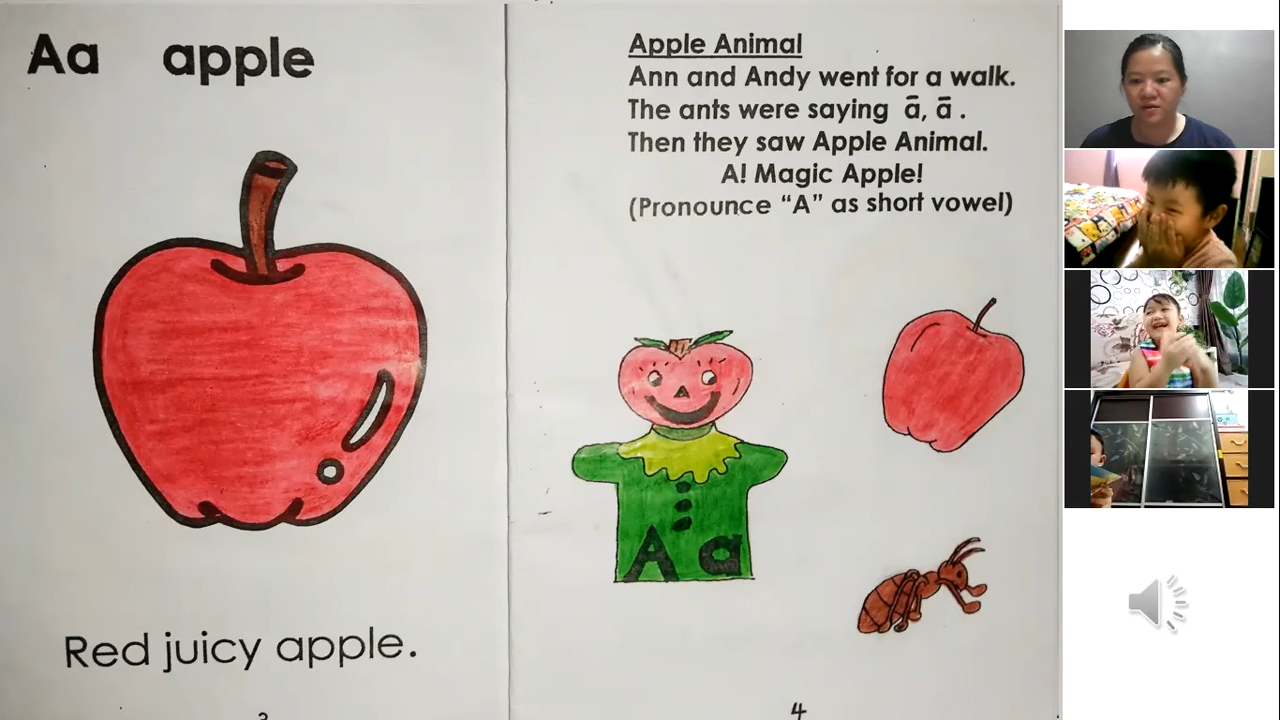 Aa apple
Red juicy apple.
Apple Animal
Ann and Andy went for a walk.
The ants were saying ā, ā .
Then they saw Apple Animal.
A! Magic Apple!
(Pronounce “A” as short vowel)
A a
4